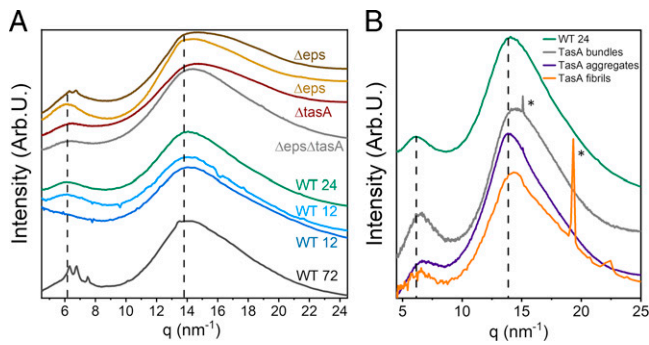 A
Intensity (Arb.U.)
Δeps
Δeps
ΔtasA
ΔepsΔtasA
WT 24
WT 12
WT 12
WT 72
4 6 8 10 12 14 16 18 20 22 24
q (nm⁻¹)
B
Intensity (Arb.U.)
WT 24
TasA bundles
TasA aggregates
TasA fibrils
*
*
5 10 15 20 25
q (nm⁻¹)